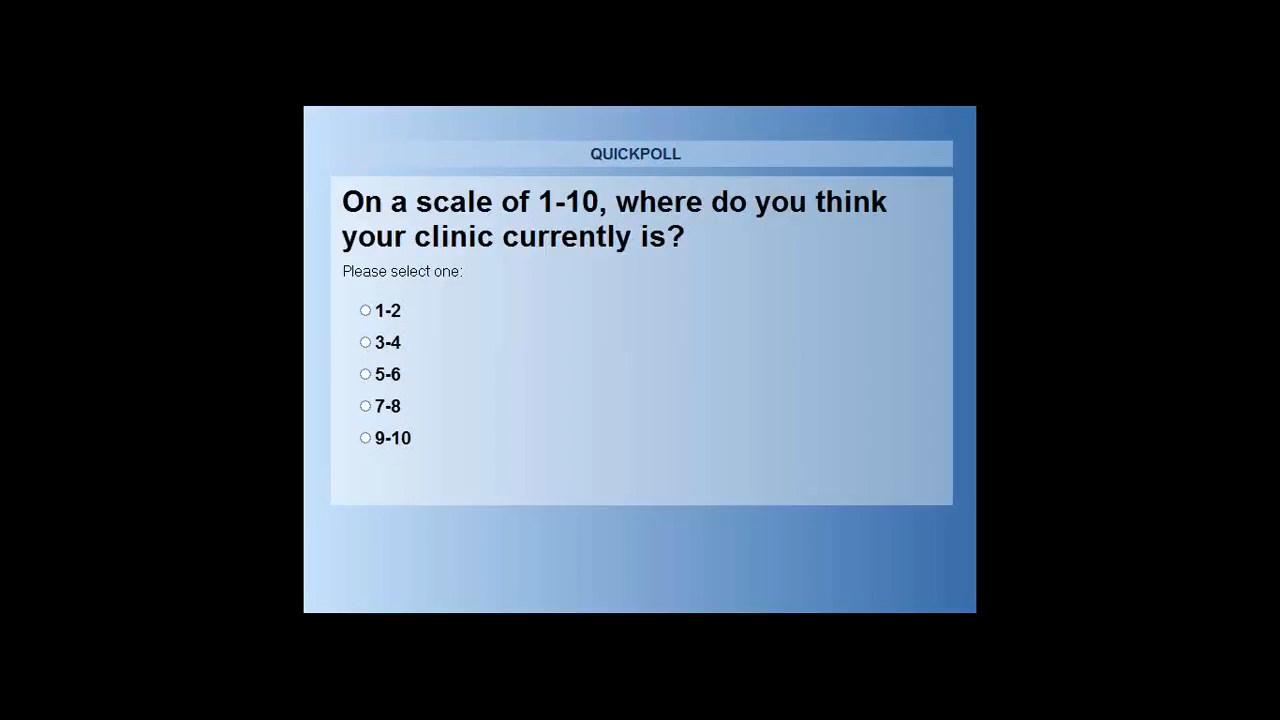 QUICKPOLL
On a scale of 1-10, where do you think
your clinic currently is?
Please select one:
1-2
3-4
5-6
7-8
9-10